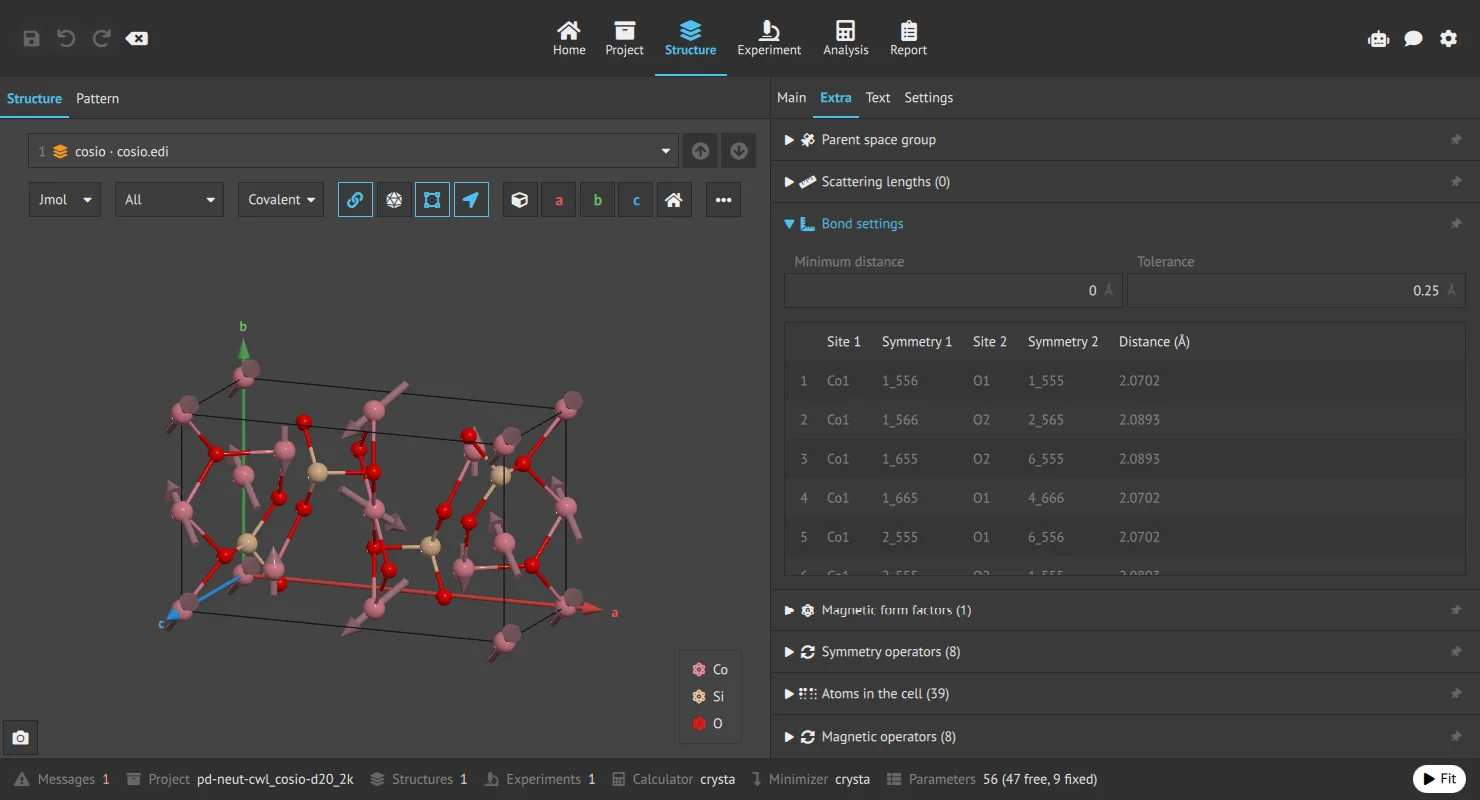 Home
Project
Structure
Experiment
Analysis
Report
Structure
Pattern
Main
Extra
Text
Settings
1 cosio · cosio.edi
Jmol
All
Covalent
a
b
c
•••
b
a
c
Co
Si
O
Parent space group
Scattering lengths (0)
Bond settings
Minimum distance
Tolerance
0 Å
0.25 Å
Site 1 Symmetry 1 Site 2 Symmetry 2 Distance (Å)
1 Co1 1_556 O1 1_555 2.0702
2 Co1 1_566 O2 2_565 2.0893
3 Co1 1_655 O2 6_555 2.0893
4 Co1 1_665 O1 4_666 2.0702
5 Co1 2_555 O1 6_556 2.0702
Magnetic form factors (1)
Symmetry operators (8)
Atoms in the cell (39)
Magnetic operators (8)
Messages 1 Project pd-neut-cwl_cosio-d20_2k Structures 1 Experiments 1 Calculator crysta Minimizer crysta Parameters 56 (47 free, 9 fixed)
Fit